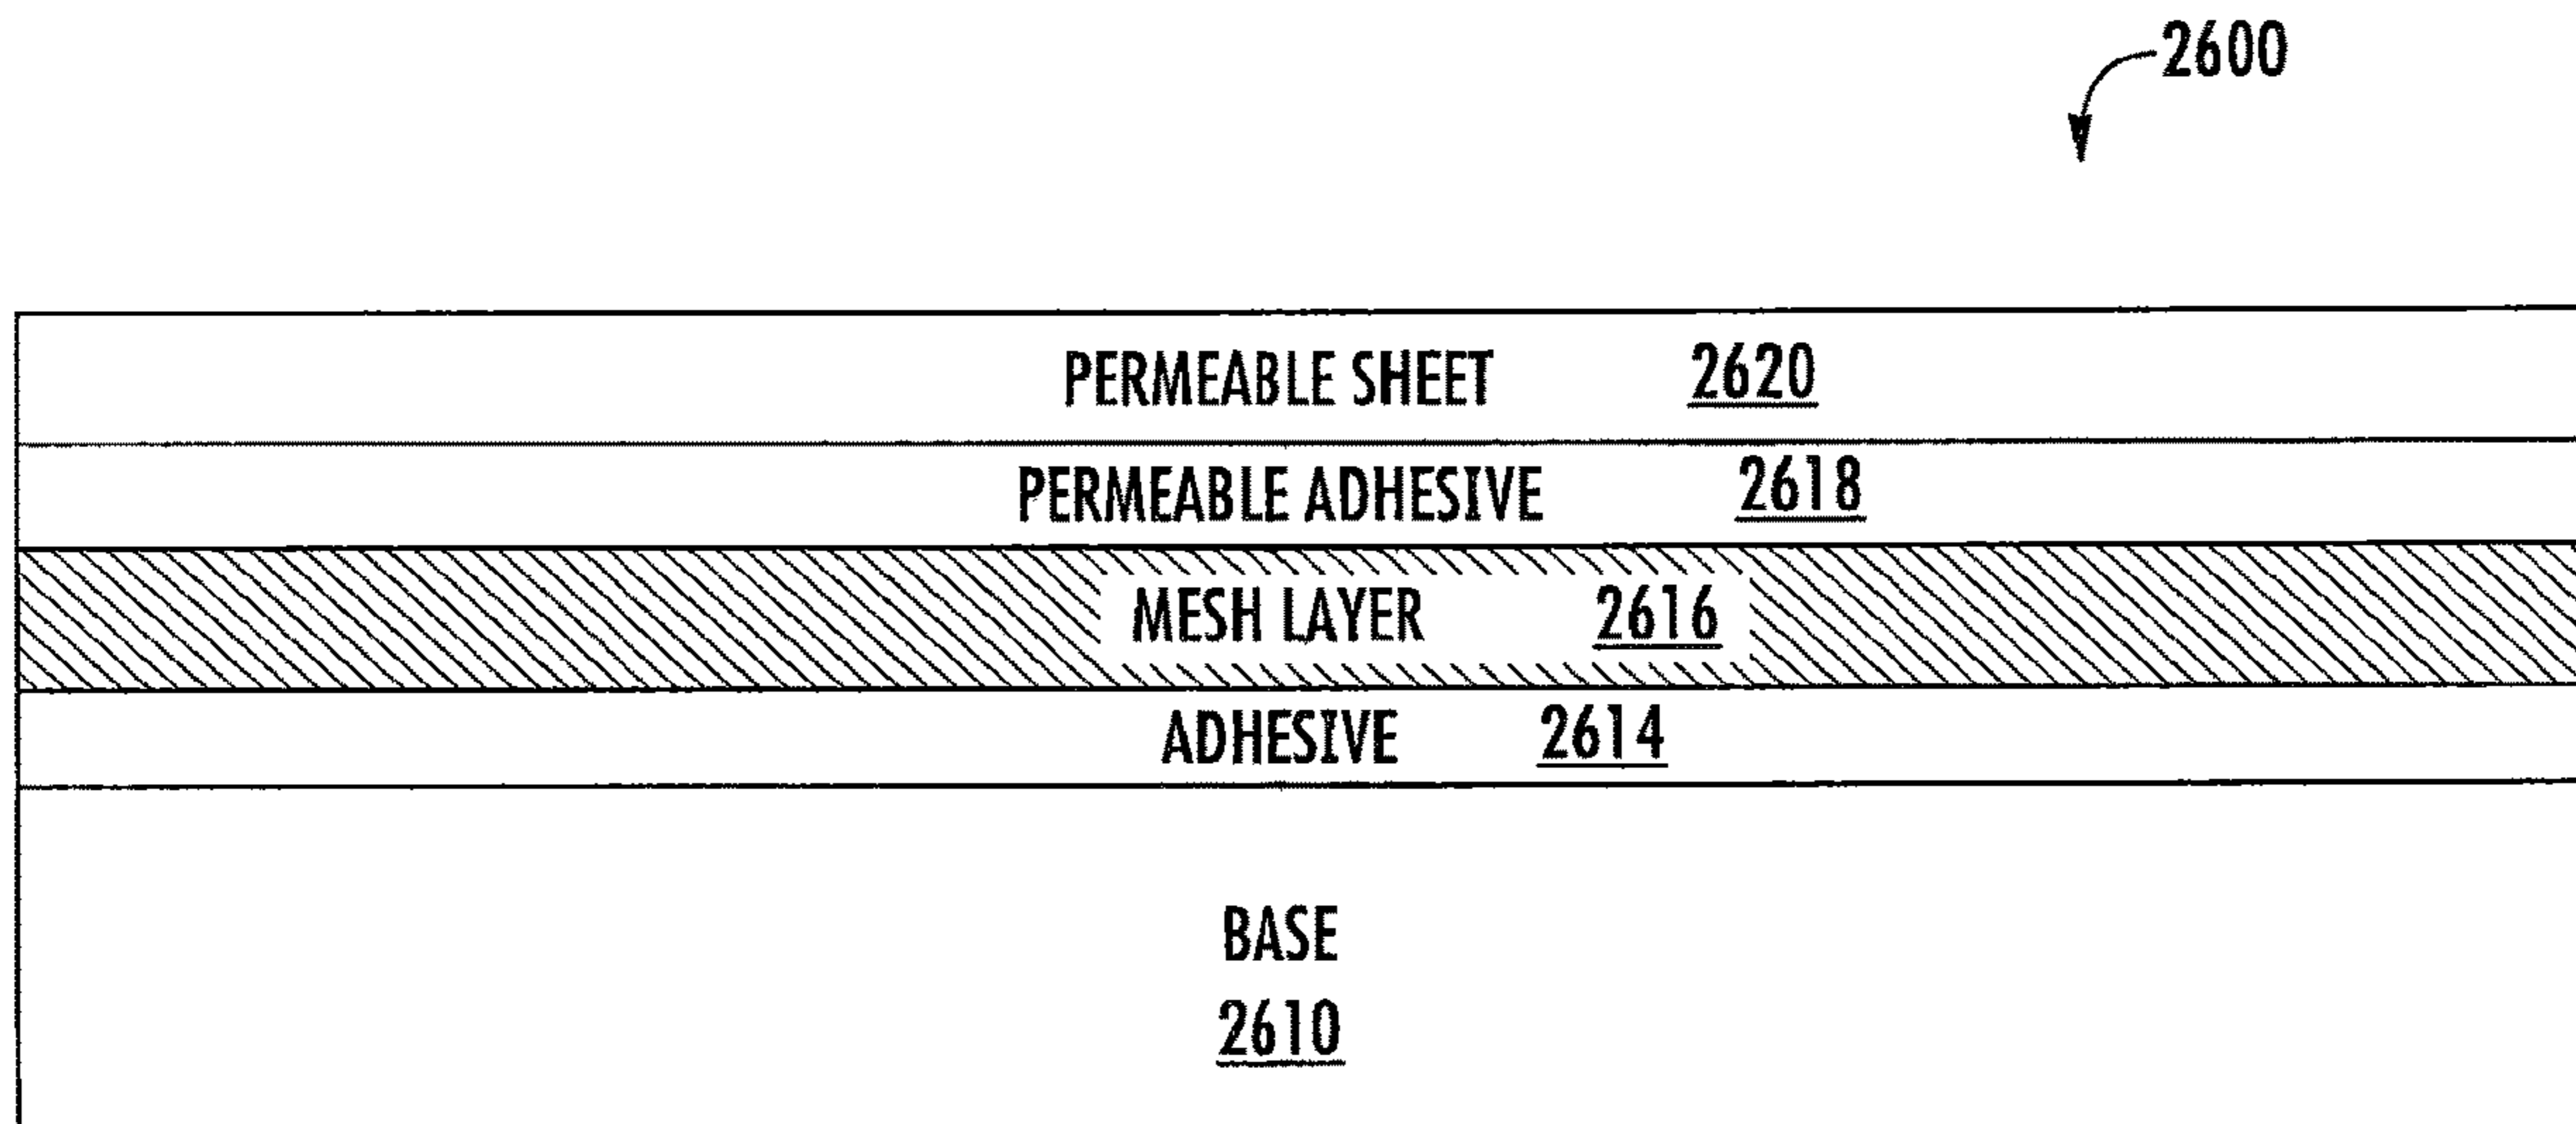 2600
PERMEABLE SHEET 2620
PERMEABLE ADHESIVE 2618
MESH LAYER 2616
ADHESIVE 2614
BASE
2610